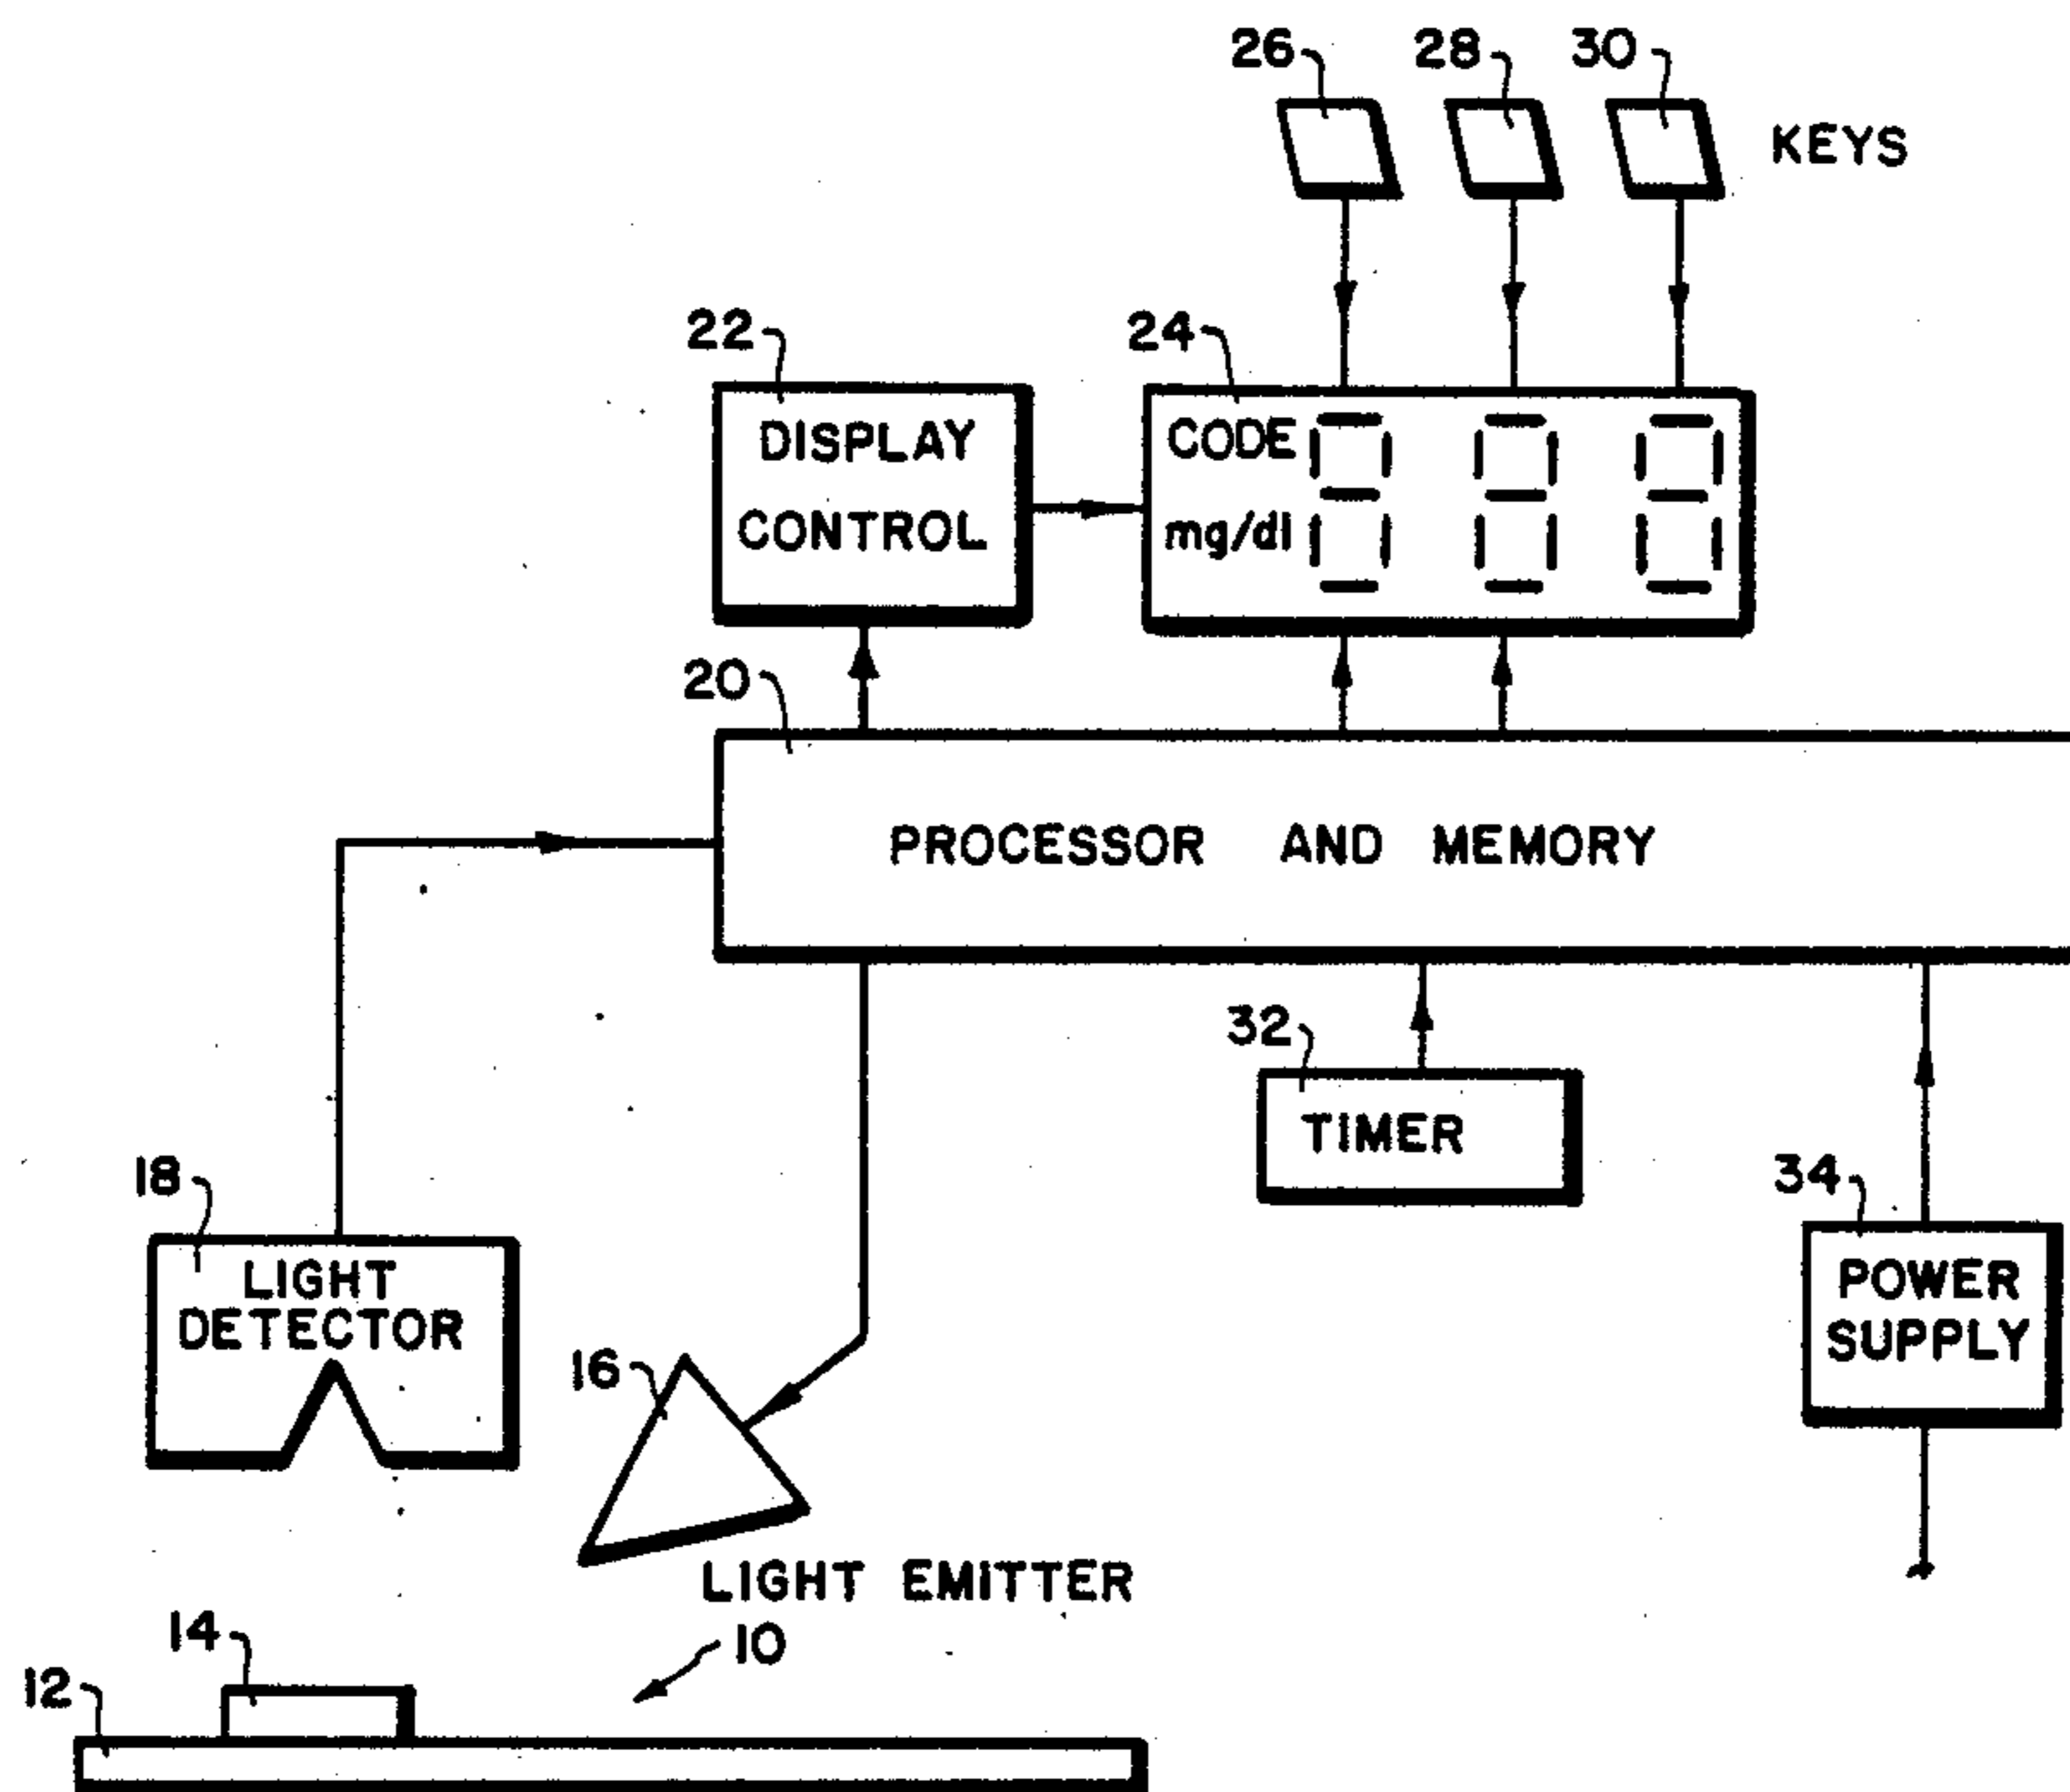 26 28 30
KEYS
22
24
DISPLAY
CONTROL
CODE
mg/dl
20
PROCESSOR AND MEMORY
32
TIMER
18
LIGHT
DETECTOR
34
POWER
SUPPLY
16
LIGHT EMITTER
10
14
12